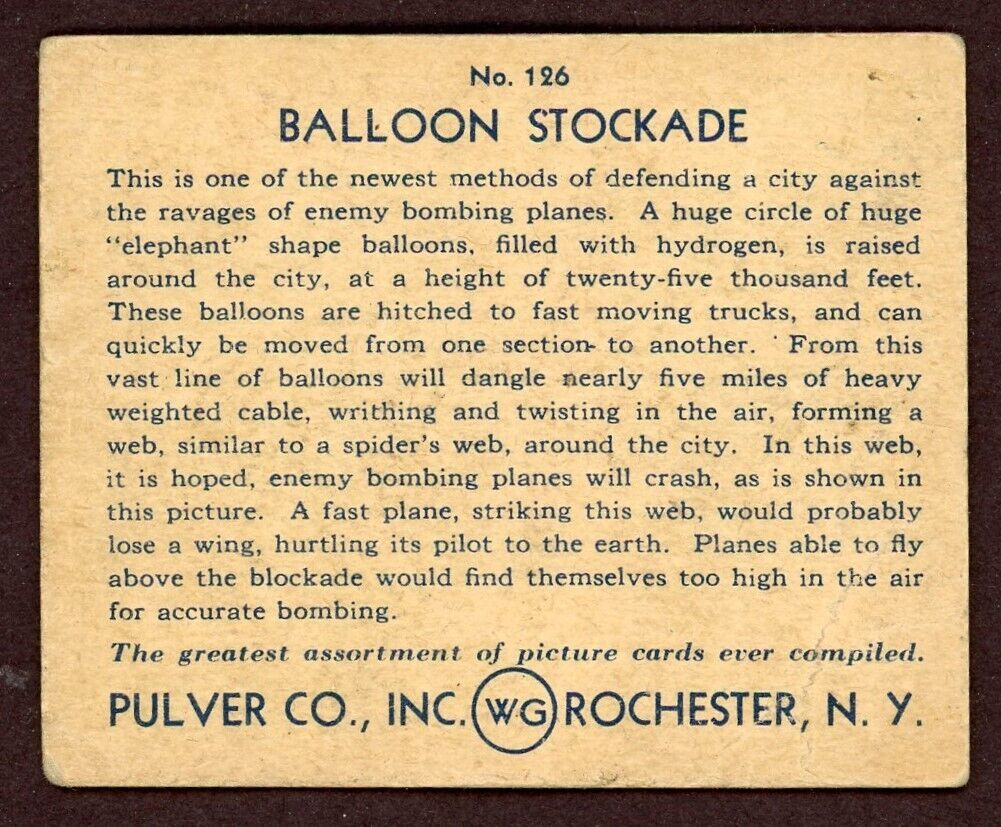 No. 126
BALLOON STOCKADE
This is one of the newest methods of defending a city against
the ravages of enemy bombing planes. A huge circle of huge
"elephant" shape balloons, filled with hydrogen, is raised
around the city, at a height of twenty-five thousand feet.
These balloons are hitched to fast moving trucks, and can
quickly be moved from one section to another. From this
vast line of balloons will dangle nearly five miles of heavy
weighted cable, writhing and twisting in the air, forming a
web, similar to a spider's web, around the city. In this web,
it is hoped, enemy bombing planes will crash, as is shown in
this picture. A fast plane, striking this web, would probably
lose a wing, hurtling its pilot to the earth. Planes able to fly
above the blockade would find themselves too high in the air
for accurate bombing.
The greatest assortment of picture cards ever compiled.
PULVER CO., INC. WG ROCHESTER, N. Y.